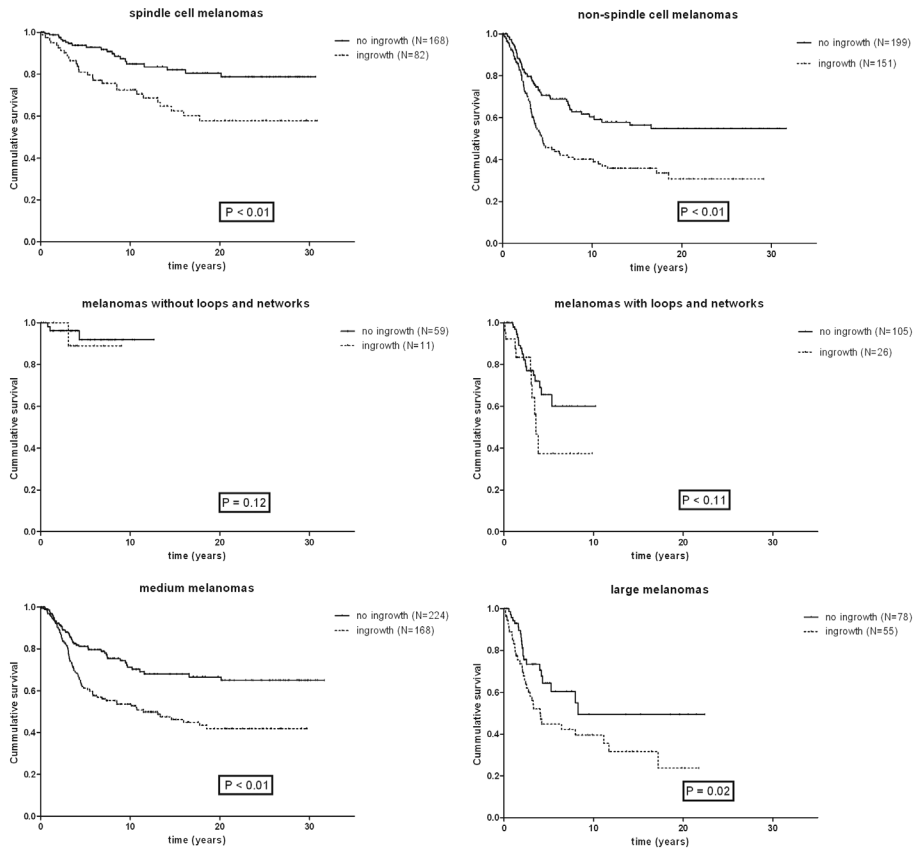 spindle cell melanomas
1.0
0.8
0.6
0.4
0.2
0.0
Cummulative survival
0 10 20 30
time (years)
no ingrowth (N=168)
ingrowth (N=82)
P < 0.01
non-spindle cell melanomas
1.0
0.8
0.6
0.4
0.2
0.0
Cummulative survival
0 10 20 30
time (years)
no ingrowth (N=199)
ingrowth (N=151)
P < 0.01
melanomas without loops and networks
1.0
0.8
0.6
0.4
0.2
0.0
Cummulative survival
0 10 20 30
time (years)
no ingrowth (N=59)
ingrowth (N=11)
P = 0.12
melanomas with loops and networks
1.0
0.8
0.6
0.4
0.2
0.0
Cummulative survival
0 10 20 30
time (years)
no ingrowth (N=105)
ingrowth (N=26)
P < 0.11
medium melanomas
1.0
0.8
0.6
0.4
0.2
0.0
Cummulative survival
0 10 20 30
time (years)
no ingrowth (N=224)
ingrowth (N=168)
P < 0.01
large melanomas
1.0
0.8
0.6
0.4
0.2
0.0
Cummulative survival
0 10 20 30
time (years)
no ingrowth (N=78)
ingrowth (N=55)
P = 0.02